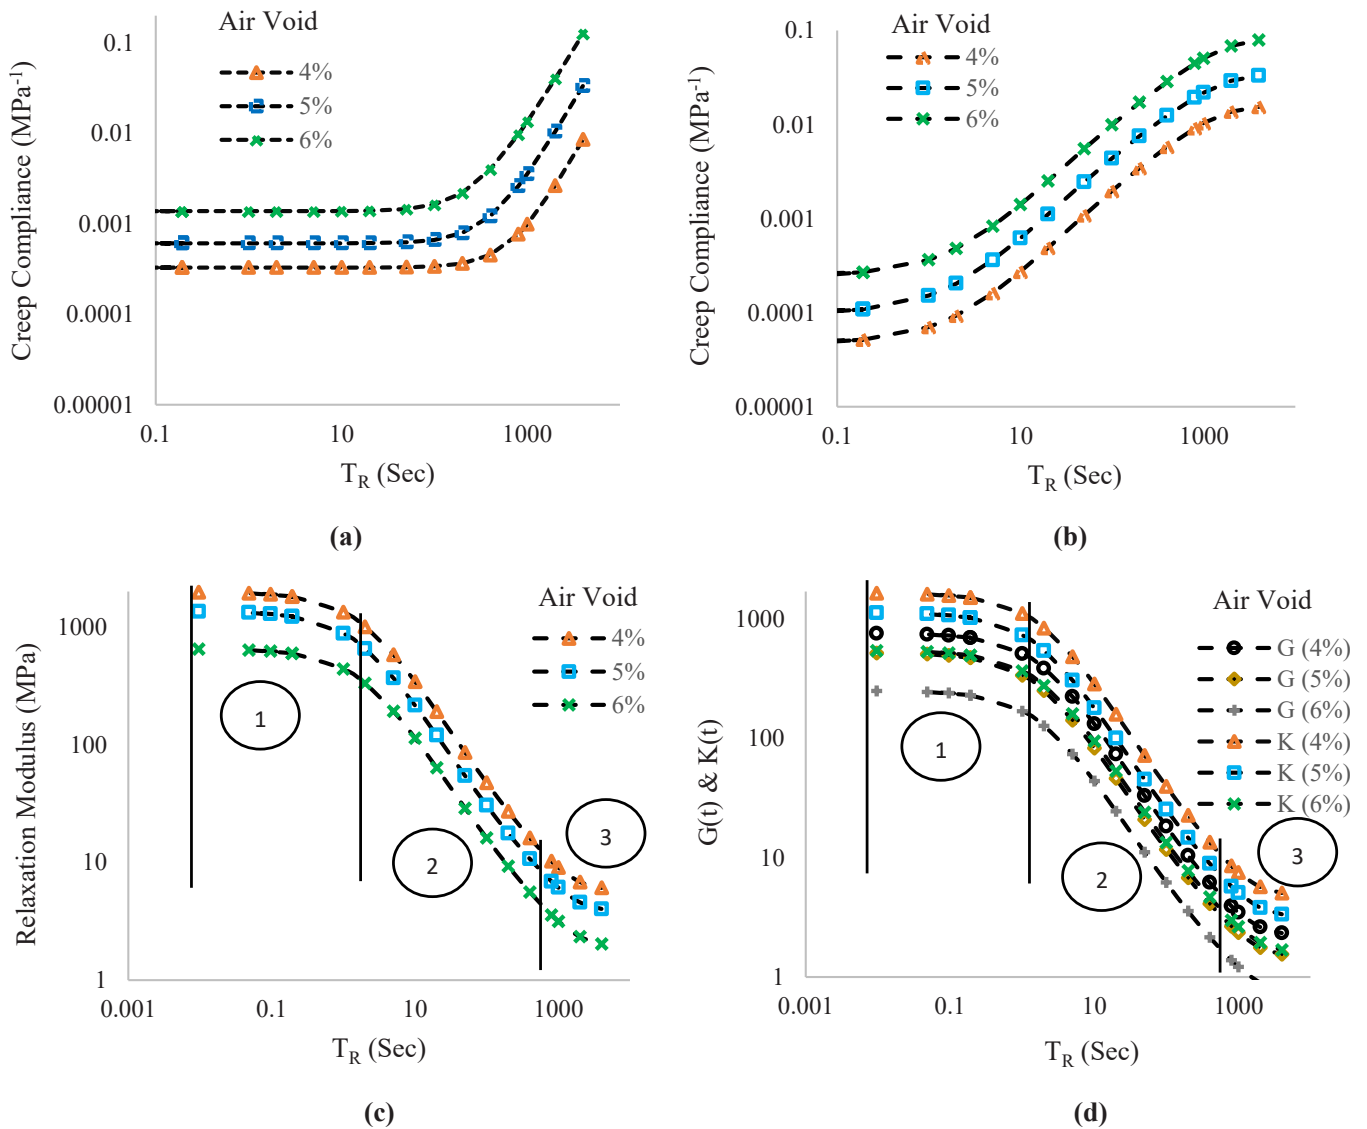 Air Void
4%
5%
6%
Creep Compliance (MPa-1)
0.1
0.01
0.001
0.0001
0.00001
0.1
10
1000
TR (Sec)
(a)
Air Void
4%
5%
6%
Creep Compliance (MPa-1)
0.1
0.01
0.001
0.0001
0.00001
0.1
10
1000
TR (Sec)
(b)
Air Void
4%
5%
6%
Relaxation Modulus (MPa)
1000
100
10
1
0.001
0.1
10
1000
1
2
3
TR (Sec)
(c)
Air Void
G (4%)
G (5%)
G (6%)
K (4%)
K (5%)
K (6%)
G(t) & K(t)
1000
100
10
1
0.001
0.1
10
1000
1
2
3
TR (Sec)
(d)